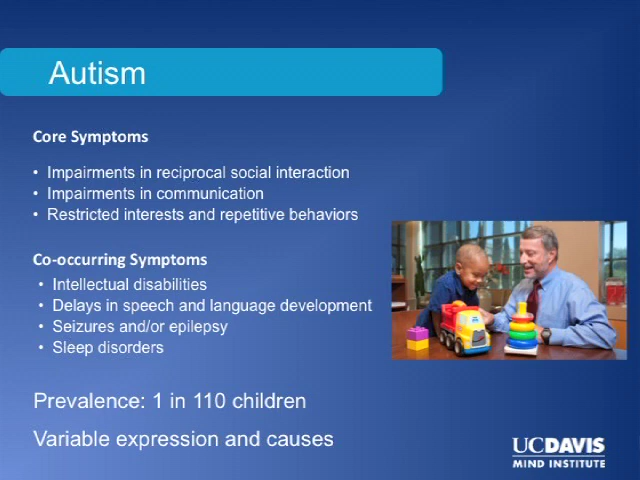 Autism
Core Symptoms
• Impairments in reciprocal social interaction
• Impairments in communication
• Restricted interests and repetitive behaviors
Co-occurring Symptoms
• Intellectual disabilities
• Delays in speech and language development
• Seizures and/or epilepsy
• Sleep disorders
Prevalence: 1 in 110 children
Variable expression and causes
UCDAVIS
MIND INSTITUTE